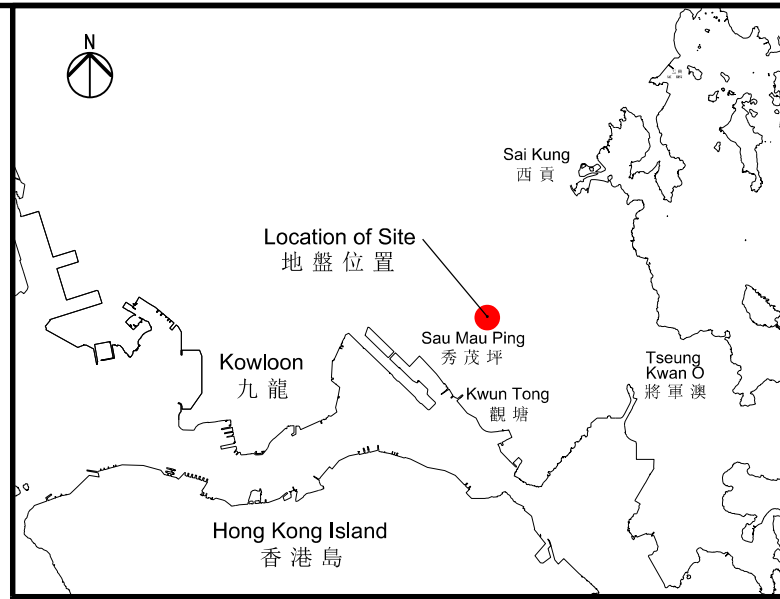 N
Sai Kung
西貢
Location of Site
地盤位置
Sau Mau Ping
秀茂坪
Kowloon
九龍
Tseung
Kwan O
將軍澳
Kwun Tong
觀塘
Hong Kong Island
香港島